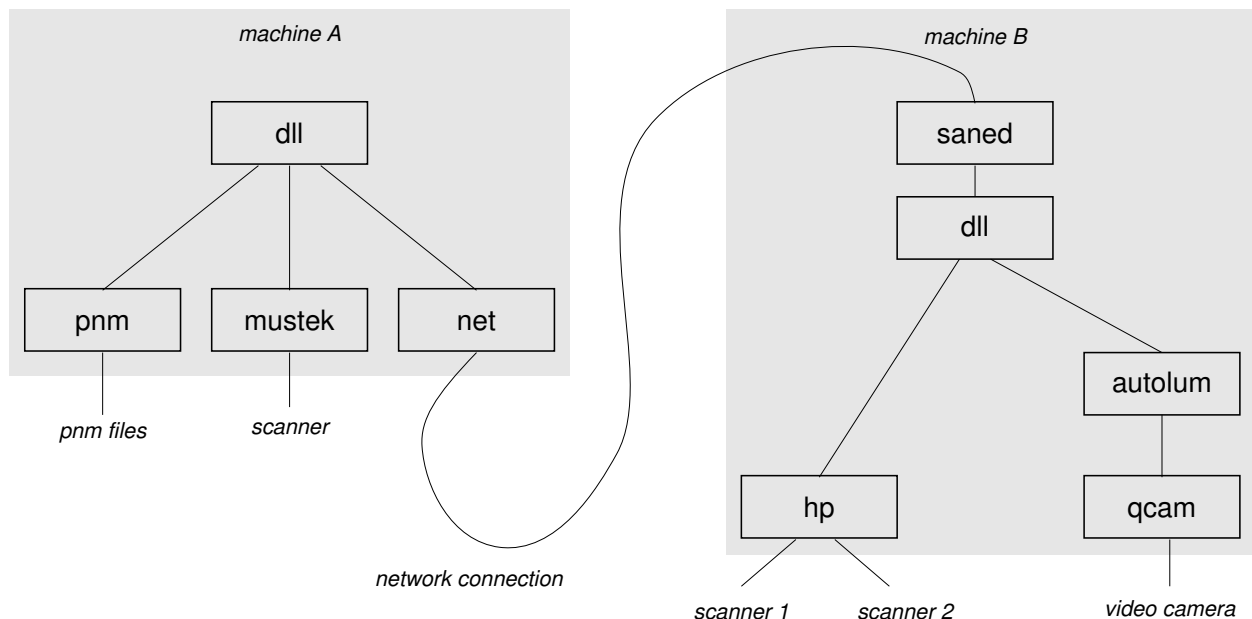 machine A
dll
pnm
mustek
net
pnm files
scanner
network connection
machine B
saned
dll
autolum
hp
qcam
scanner 1
scanner 2
video camera